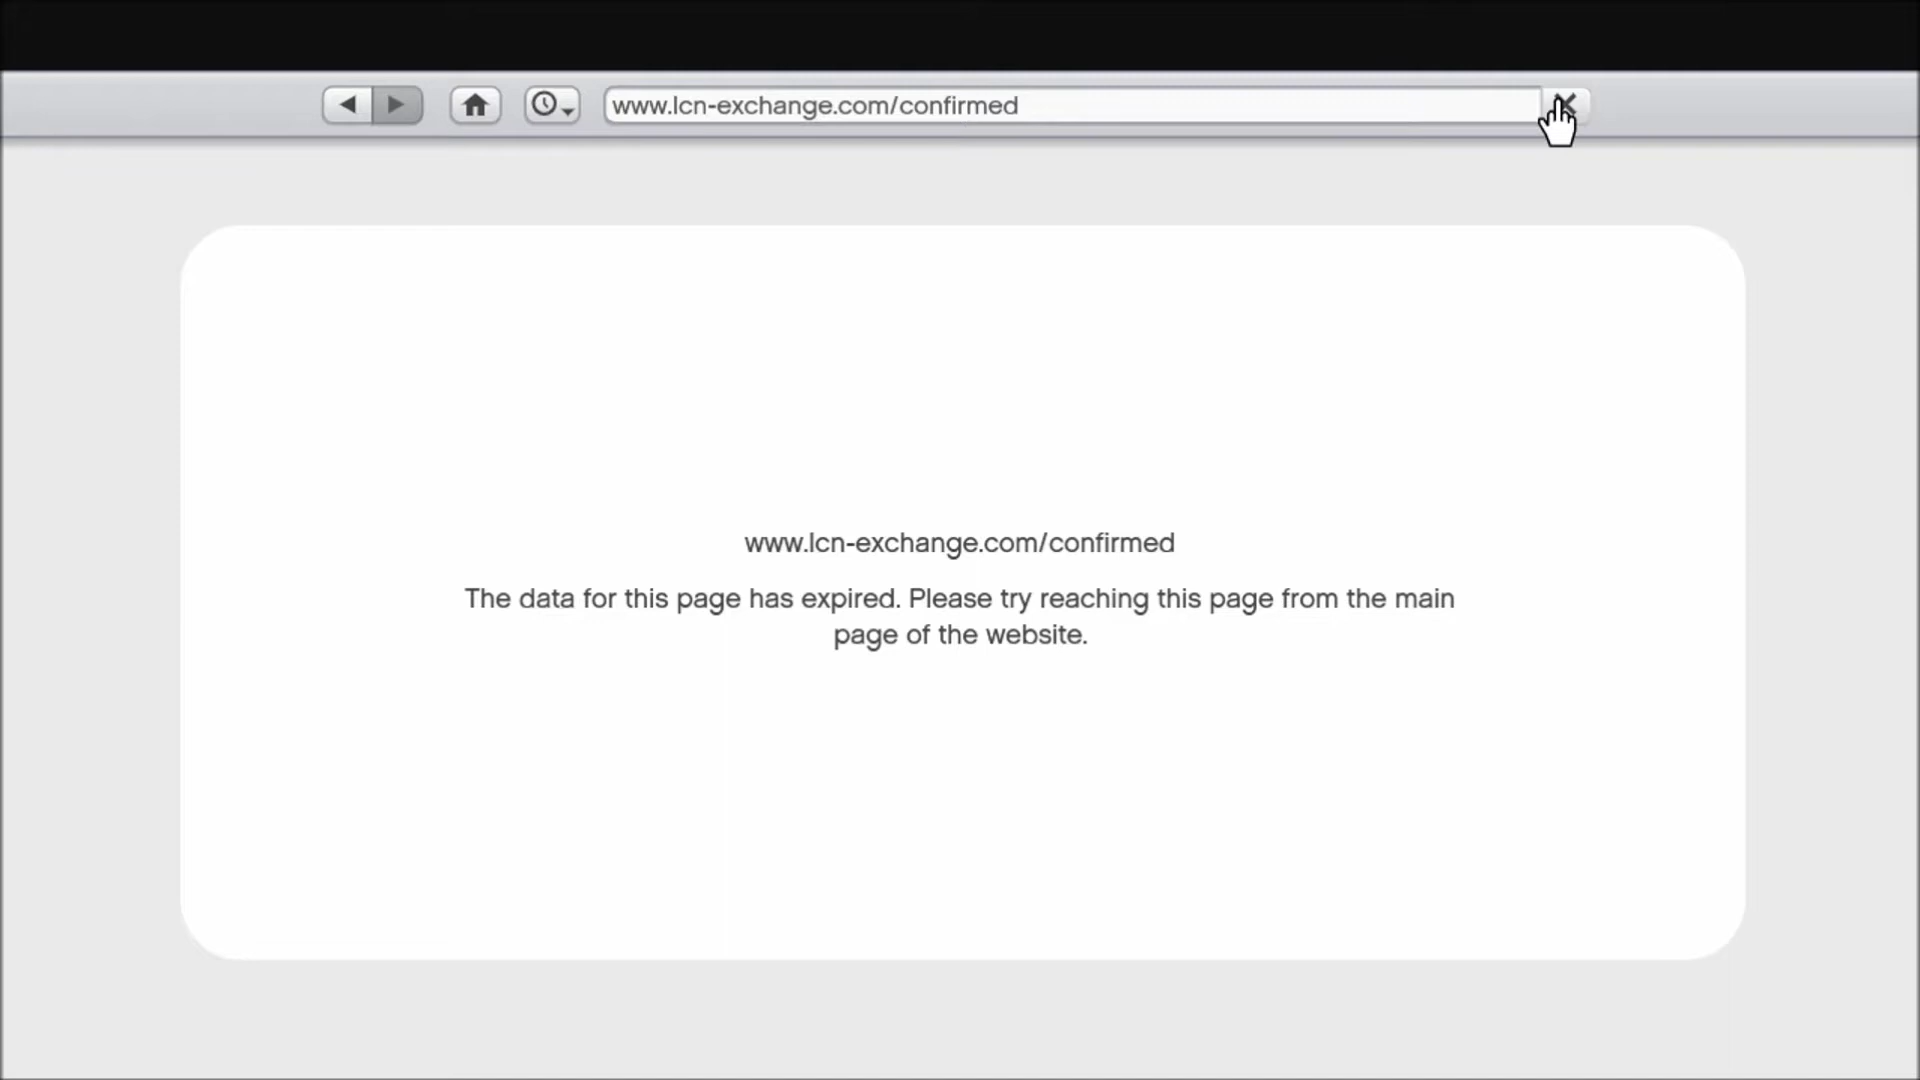 www.lcn-exchange.com/confirmed
www.lcn-exchange.com/confirmed
The data for this page has expired. Please try reaching this page from the main
page of the website.